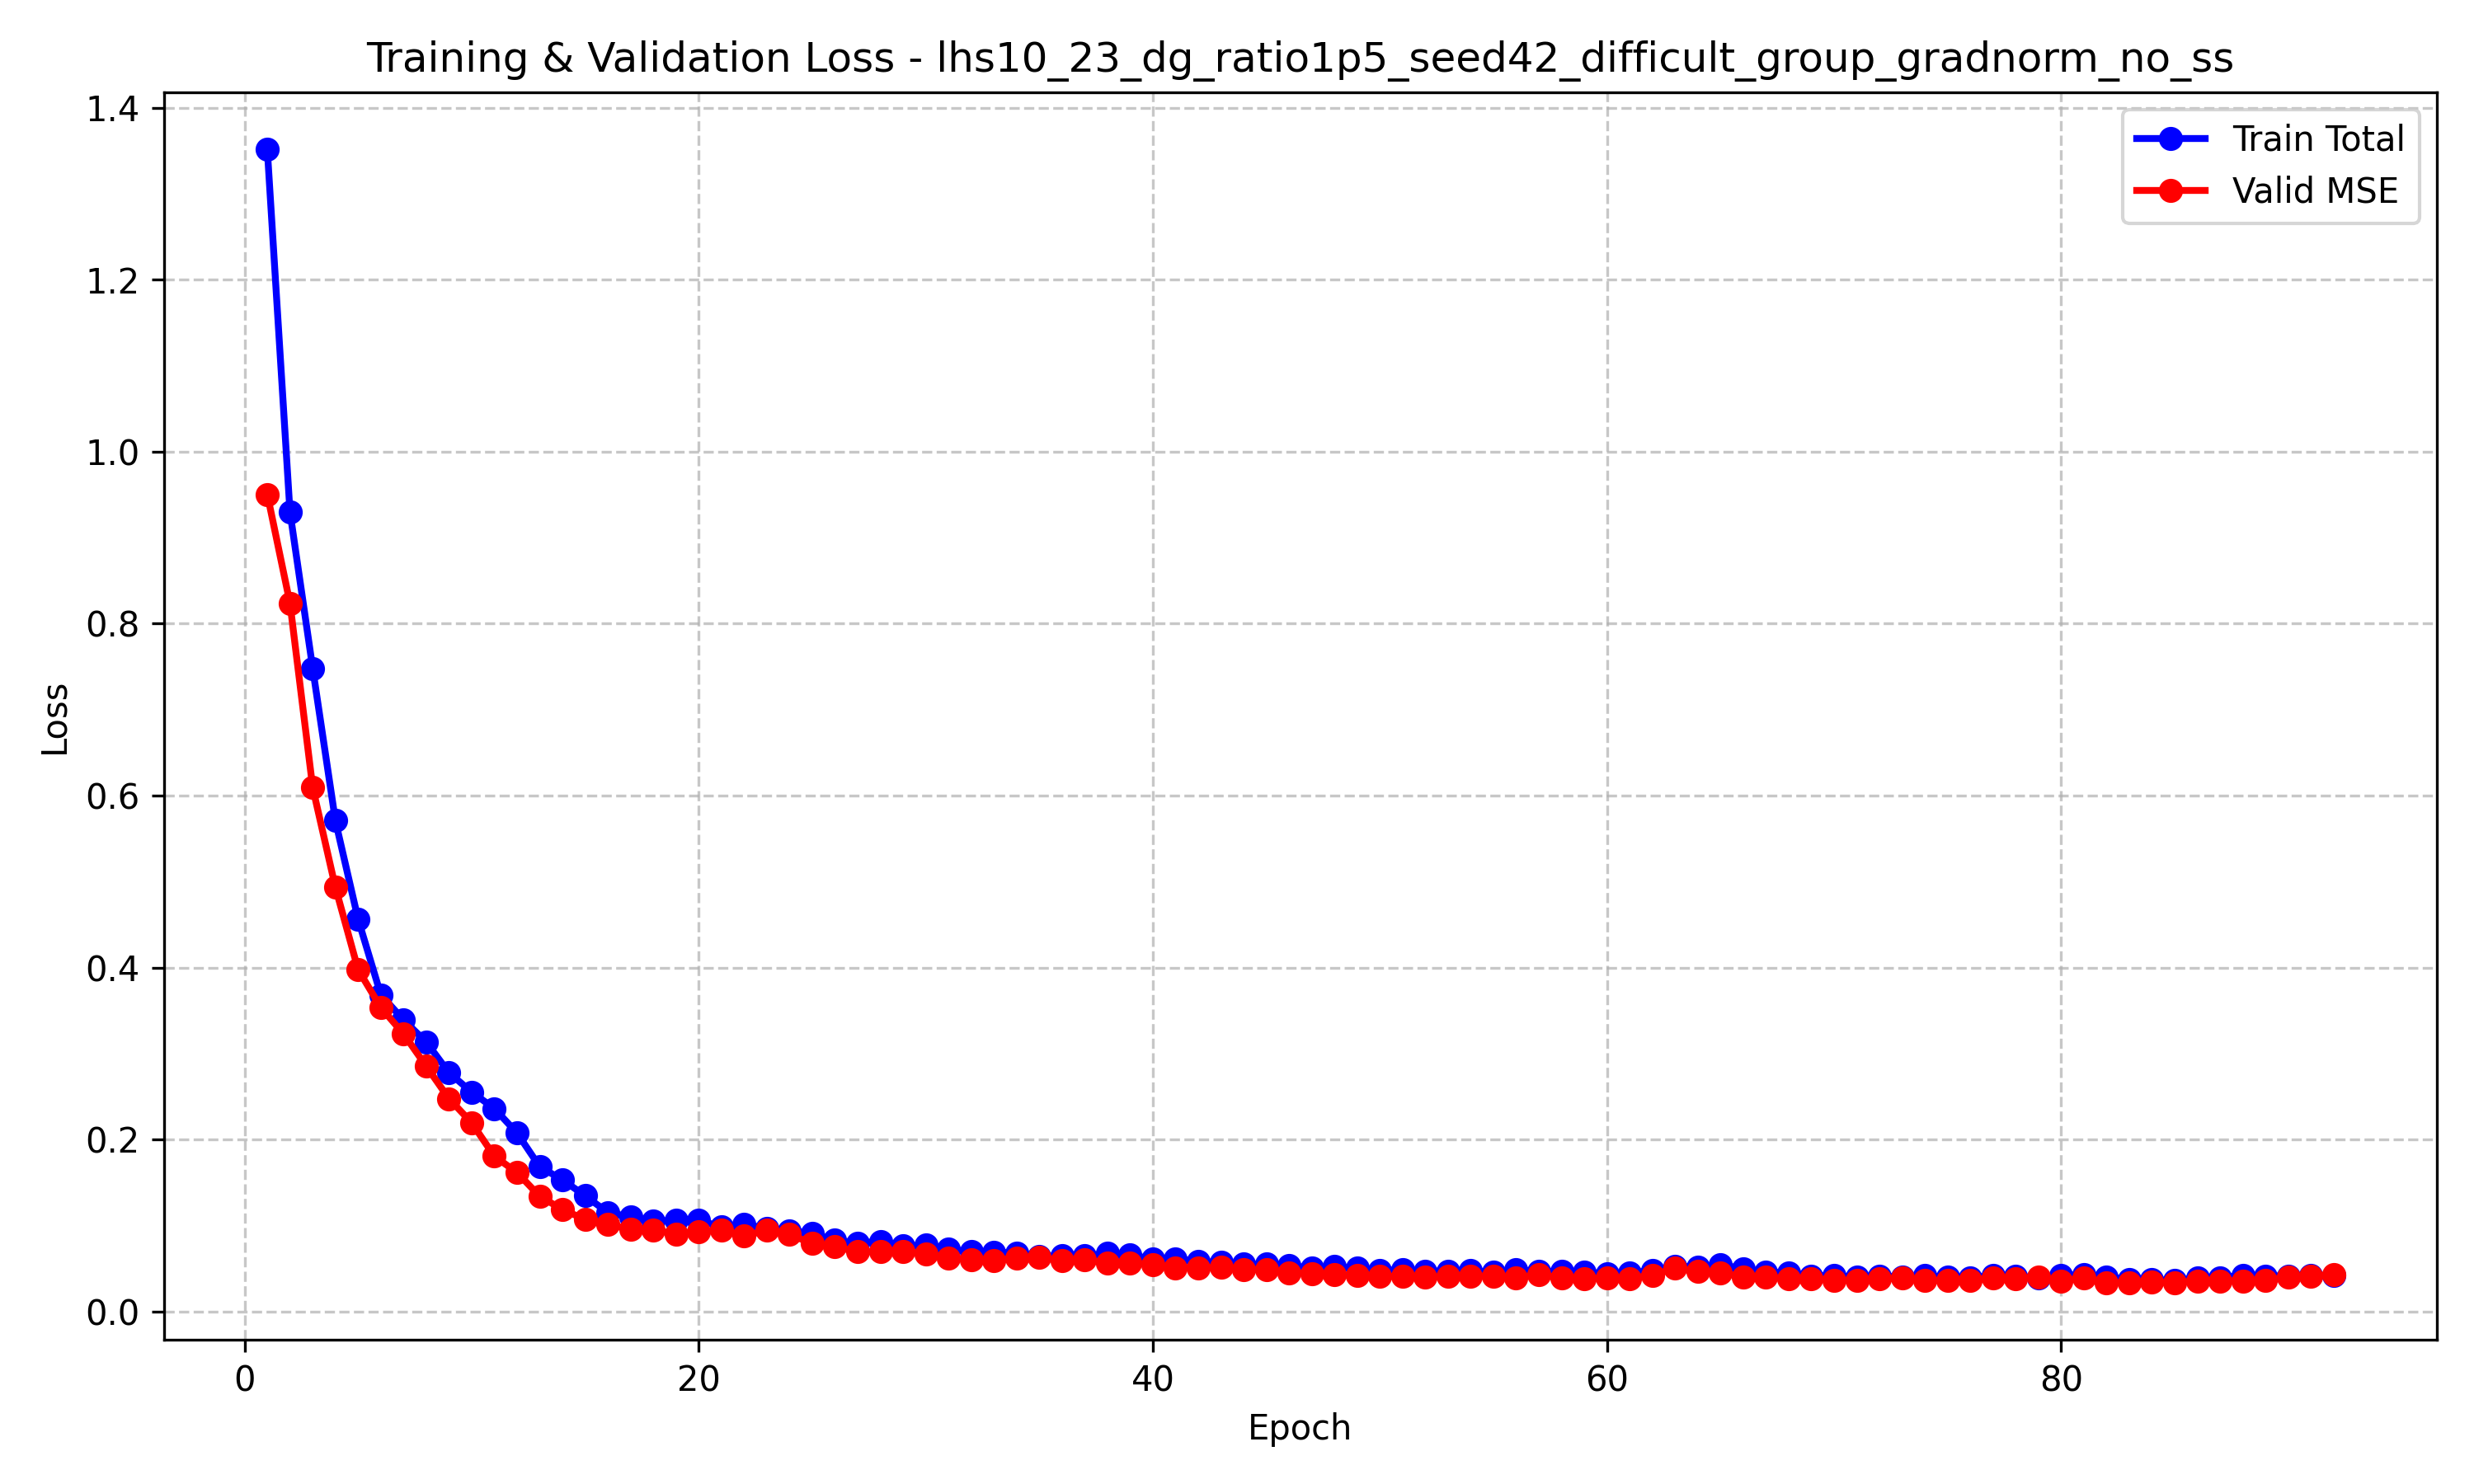 Training & Validation Loss - lhs10_23_dg_ratio1p5_seed42_difficult_group_gradnorm_no_ss
Train Total
Valid MSE
Loss
1.4
1.2
1.0
0.8
0.6
0.4
0.2
0.0
0 20 40 60 80
Epoch